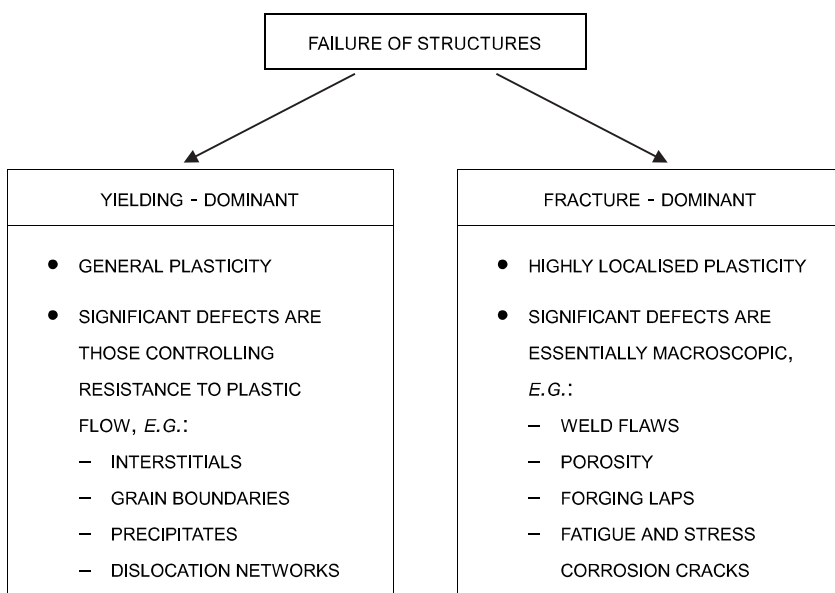 FAILURE OF STRUCTURES
YIELDING - DOMINANT
● GENERAL PLASTICITY
● SIGNIFICANT DEFECTS ARE
THOSE CONTROLLING
RESISTANCE TO PLASTIC
FLOW, E.G.:
– INTERSTITIALS
– GRAIN BOUNDARIES
– PRECIPITATES
– DISLOCATION NETWORKS
FRACTURE - DOMINANT
● HIGHLY LOCALISED PLASTICITY
● SIGNIFICANT DEFECTS ARE
ESSENTIALLY MACROSCOPIC,
E.G.:
– WELD FLAWS
– POROSITY
– FORGING LAPS
– FATIGUE AND STRESS
CORROSION CRACKS